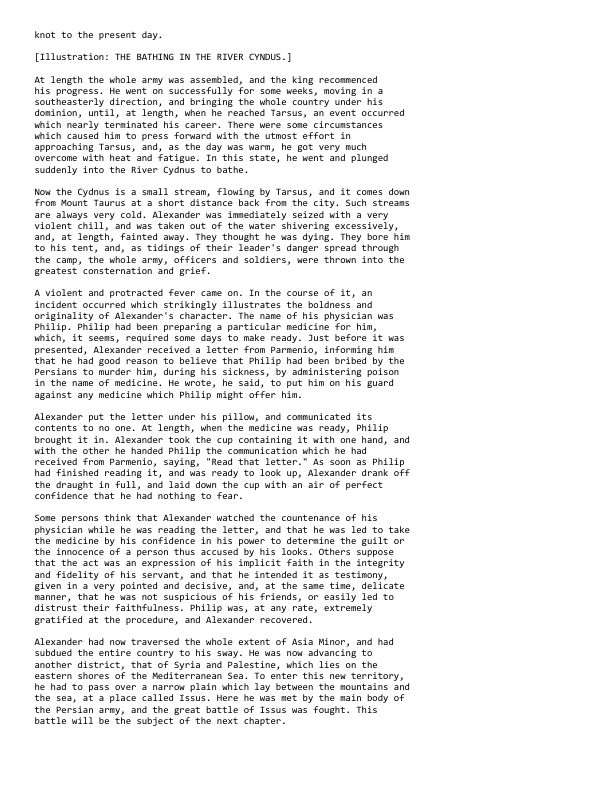 knot to the present day.
[Illustration: THE BATHING IN THE RIVER CYNDUS.]
At length the whole army was assembled, and the king recommenced
his progress. He went on successfully for some weeks, moving in a
southeasterly direction, and bringing the whole country under his
dominion, until, at length, when he reached Tarsus, an event occurred
which nearly terminated his career. There were some circumstances
which caused him to press forward with the utmost effort in
approaching Tarsus, and, as the day was warm, he got very much
overcome with heat and fatigue. In this state, he went and plunged
suddenly into the River Cydnus to bathe.
Now the Cydnus is a small stream, flowing by Tarsus, and it comes down
from Mount Taurus at a short distance back from the city. Such streams
are always very cold. Alexander was immediately seized with a very
violent chill, and was taken out of the water shivering excessively,
and, at length, fainted away. They thought he was dying. They bore him
to his tent, and, as tidings of their leader's danger spread through
the camp, the whole army, officers and soldiers, were thrown into the
greatest consternation and grief.
A violent and protracted fever came on. In the course of it, an
incident occurred which strikingly illustrates the boldness and
originality of Alexander's character. The name of his physician was
Philip. Philip had been preparing a particular medicine for him,
which, it seems, required some days to make ready. Just before it was
presented, Alexander received a letter from Parmenio, informing him
that he had good reason to believe that Philip had been bribed by the
Persians to murder him, during his sickness, by administering poison
in the name of medicine. He wrote, he said, to put him on his guard
against any medicine which Philip might offer him.
Alexander put the letter under his pillow, and communicated its
contents to no one. At length, when the medicine was ready, Philip
brought it in. Alexander took the cup containing it with one hand, and
with the other he handed Philip the communication which he had
received from Parmenio, saying, "Read that letter." As soon as Philip
had finished reading it, and was ready to look up, Alexander drank off
the draught in full, and laid down the cup with an air of perfect
confidence that he had nothing to fear.
Some persons think that Alexander watched the countenance of his
physician while he was reading the letter, and that he was led to take
the medicine by his confidence in his power to determine the guilt or
the innocence of a person thus accused by his looks. Others suppose
that the act was an expression of his implicit faith in the integrity
and fidelity of his servant, and that he intended it as testimony,
given in a very pointed and decisive, and, at the same time, delicate
manner, that he was not suspicious of his friends, or easily led to
distrust their faithfulness. Philip was, at any rate, extremely
gratified at the procedure, and Alexander recovered.
Alexander had now traversed the whole extent of Asia Minor, and had
subdued the entire country to his sway. He was now advancing to
another district, that of Syria and Palestine, which lies on the
eastern shores of the Mediterranean Sea. To enter this new territory,
he had to pass over a narrow plain which lay between the mountains and
the sea, at a place called Issus. Here he was met by the main body of
the Persian army, and the great battle of Issus was fought. This
battle will be the subject of the next chapter.